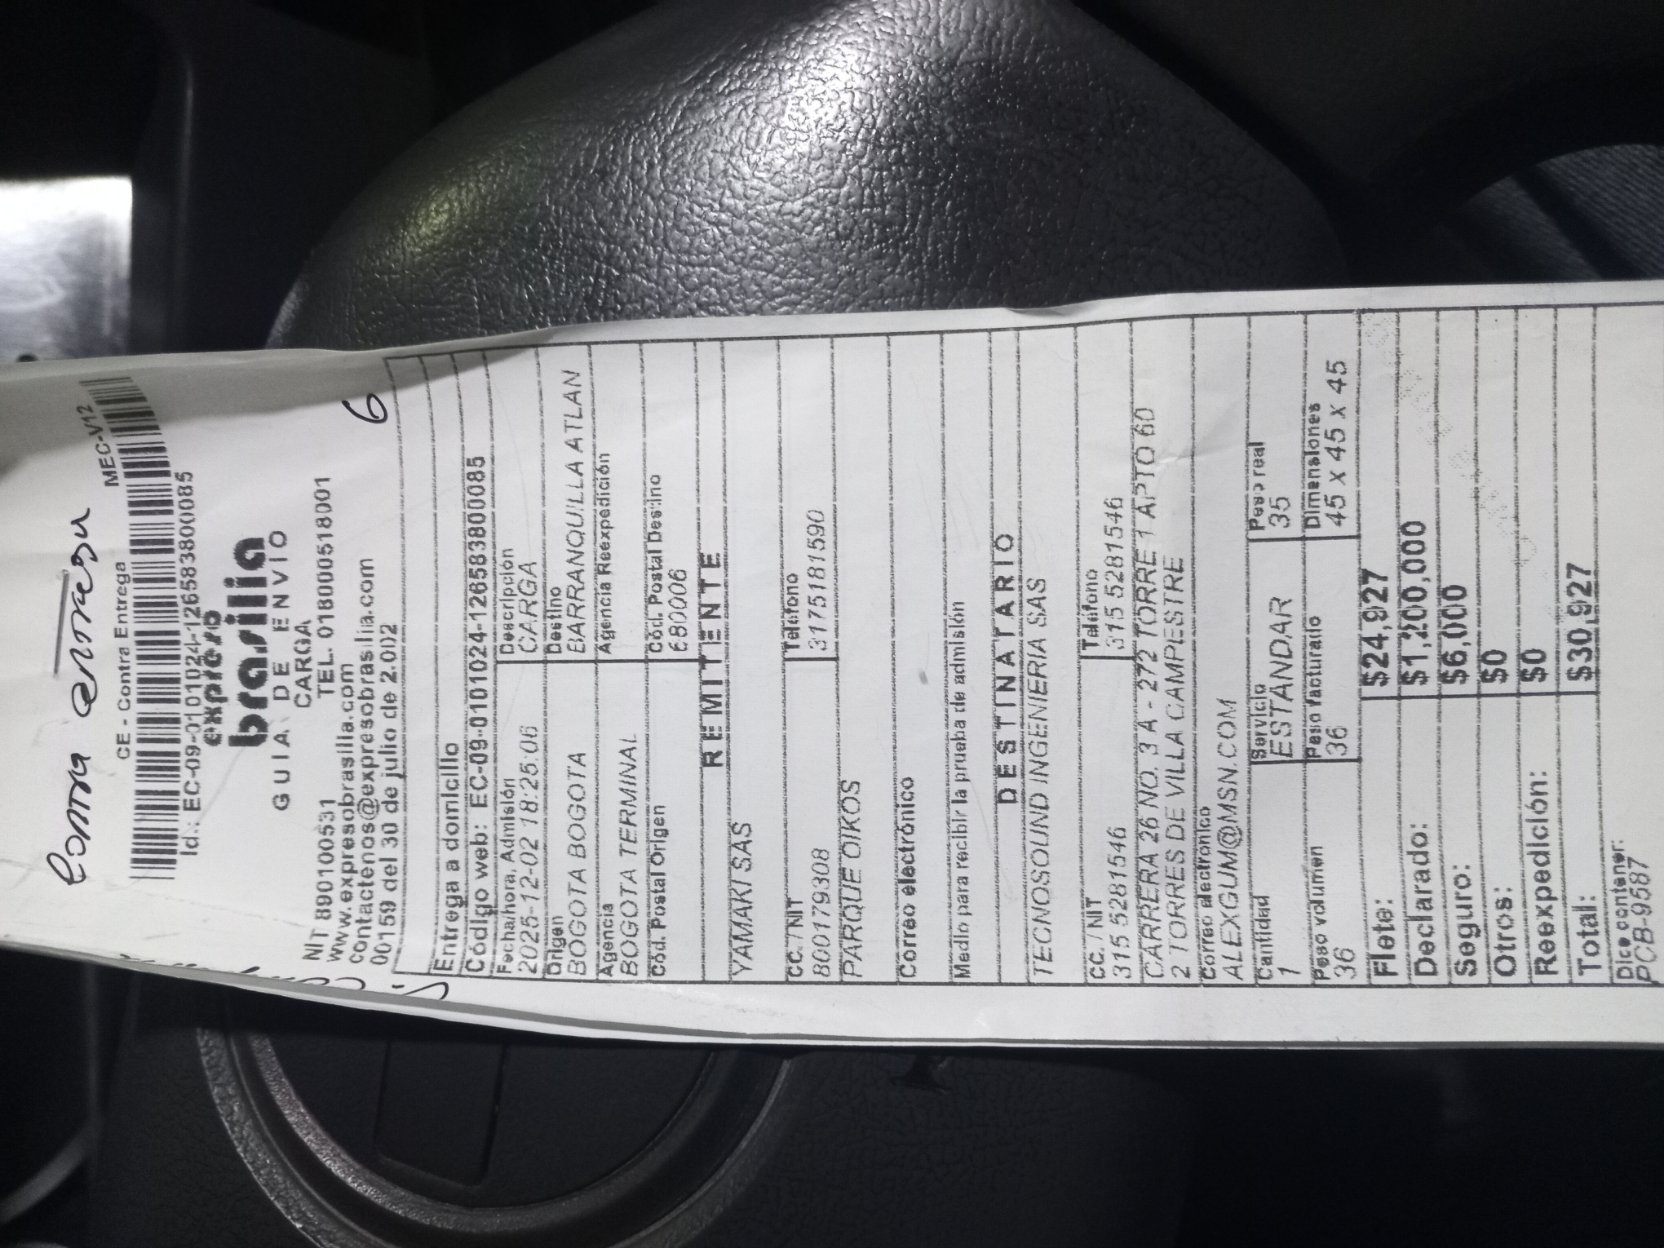 Contra entrega
MEC-V12
CE - Contra Entrega
Id.: EC-09-0101024-1265838000085
expreso
brasilia
GUIA DE ENVIO
CARGA
NIT 890100531 TEL. 018000518001
www.expresobrasilia.com
contactenos@expresobrasilia.com
00159 del 30 de julio de 2.002
6
Entrega a domicilio
Código web: EC-09-0101024-1265838000085
Fecha/hora, Admisión Descripción
2025-12-02 18:25:06 CARGA
Origen Destino
BOGOTA BOGOTA BARRANQUILLA ATLAN
Agencia Agencia Reexpedición
BOGOTA TERMINAL
Cód. Postal Origen Cód. Postal Destino
680006
REMITENTE
YAMAKI SAS
CC. / NIT Teléfono
800179308 3175181590
PARQUE OIKOS
Correo electrónico
Medio para recibir la prueba de admisión
DESTINATARIO
TECNOSOUND INGENIERIA SAS
CC. / NIT Teléfono
315 5281546 315 5281546
CARRERA 26 NO. 3 A - 272 TORRE 1 APTO 60
2 TORRES DE VILLA CAMPESTRE
Correo electronico
ALEXGUM@MSN.COM
Cantidad Servicio Peso real
1 ESTANDAR 35
Peso volumen Peso facturado Dimensiones
36 36 45 x 45 x 45
Flete: $24,927
Declarado: $1,200,000
Seguro: $6,000
Otros: $0
Reexpedición: $0
Total: $30,927
Dice contener:
PCB-9587